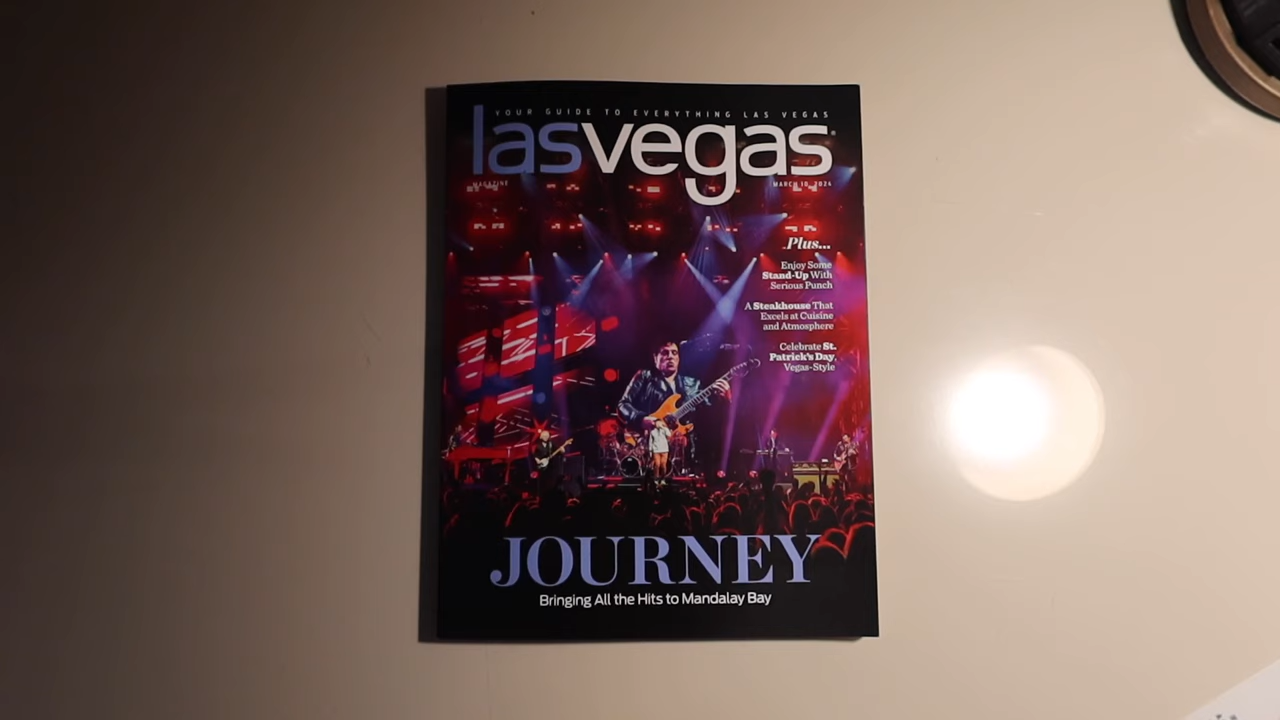 YOUR GUIDE TO EVERYTHING LAS VEGAS
lasvegas®
MAGAZINE
MARCH 10, 2024
Plus...
Enjoy Some
Stand-Up With
Serious Punch
A Steakhouse That
Excels at Cuisine
and Atmosphere
Celebrate St.
Patrick's Day,
Vegas-Style
JOURNEY
Bringing All the Hits to Mandalay Bay